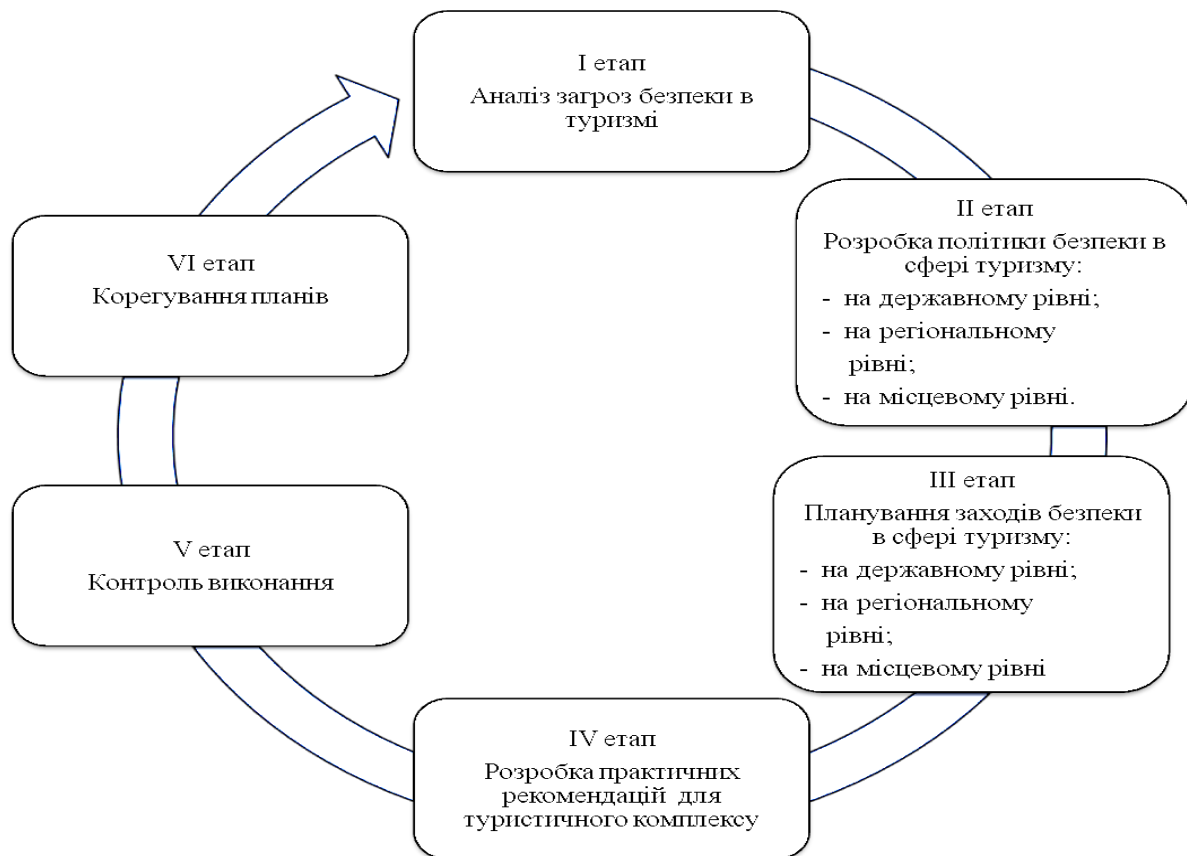 І етап
Аналіз загроз безпеки в
туризмі
ІІ етап
Розробка політики безпеки в
сфері туризму:
- на державному рівні;
- на регіональному
рівні;
- на місцевому рівні.
ІІІ етап
Планування заходів безпеки
в сфері туризму:
- на державному рівні;
- на регіональному
рівні;
- на місцевому рівні
IV етап
Розробка практичних
рекомендацій для
туристичного комплексу
V етап
Контроль виконання
VI етап
Корегування планів